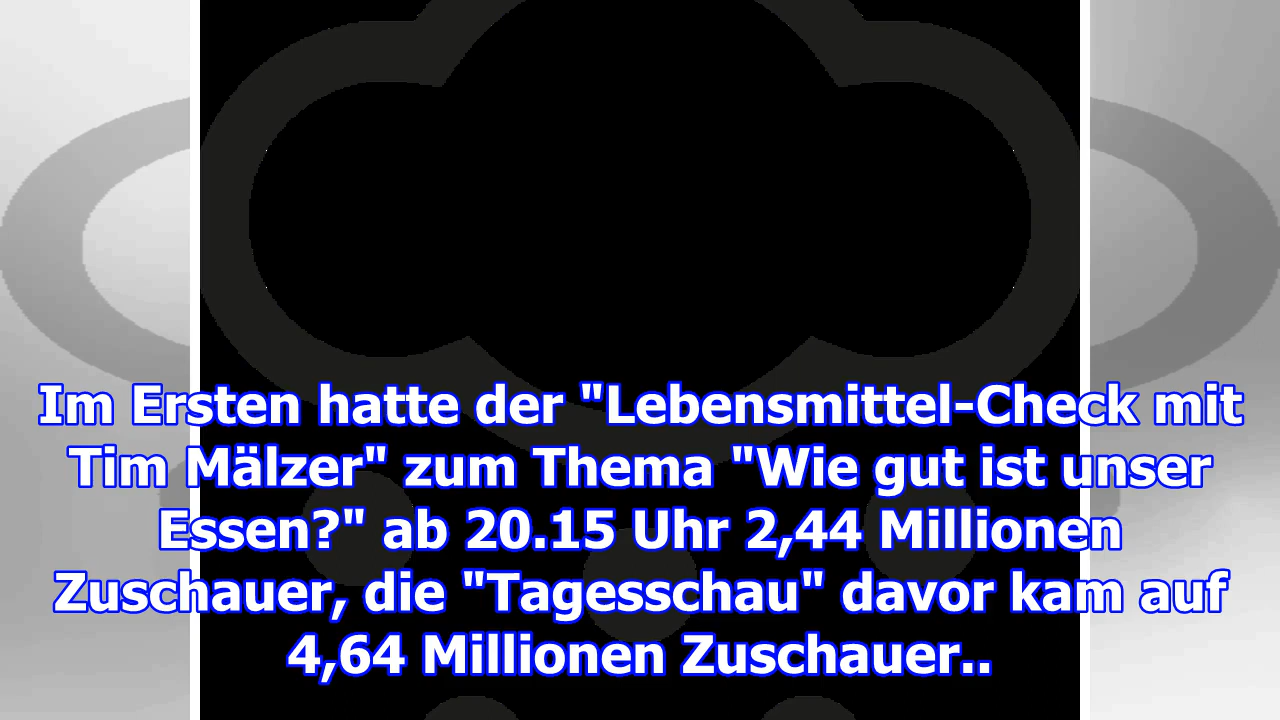 Im Ersten hatte der "Lebensmittel-Check mit
Tim Mälzer" zum Thema "Wie gut ist unser
Essen?" ab 20.15 Uhr 2,44 Millionen
Zuschauer, die "Tagesschau" davor kam auf
4,64 Millionen Zuschauer..